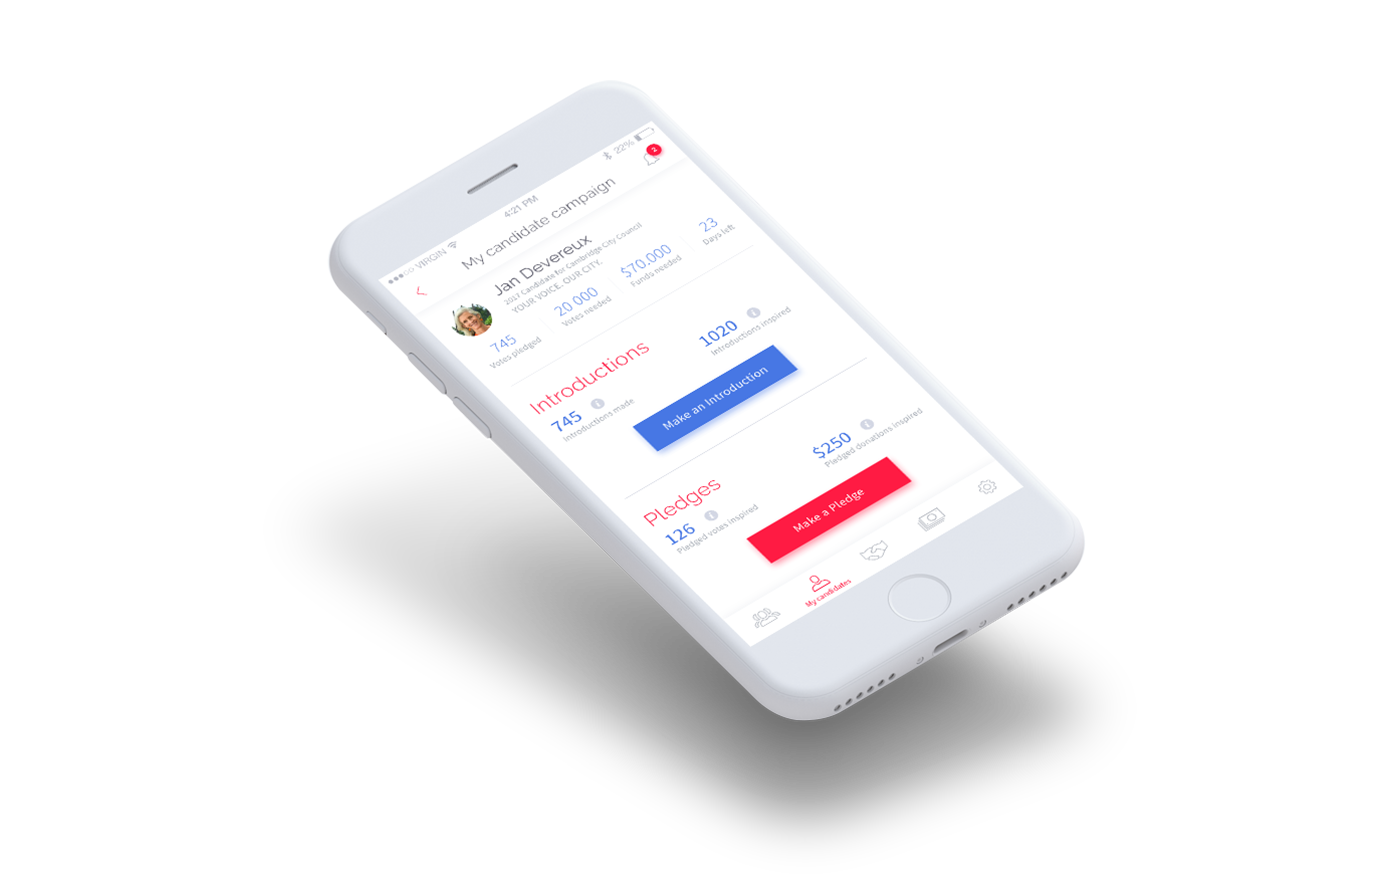 VIRGIN
4:21 PM
22%
My candidate campaign
2
Jan Devereux
2017 Candidate for Cambridge City Council
YOUR VOICE. OUR CITY.
745
Votes pledged
20 000
Votes needed
$70.000
Funds needed
23
Days left
Introductions
745
Introductions made
1020
Introductions inspired
Make an Introduction
Pledges
126
Pledged votes inspired
$250
Pledged donations inspired
Make a Pledge
My candidates